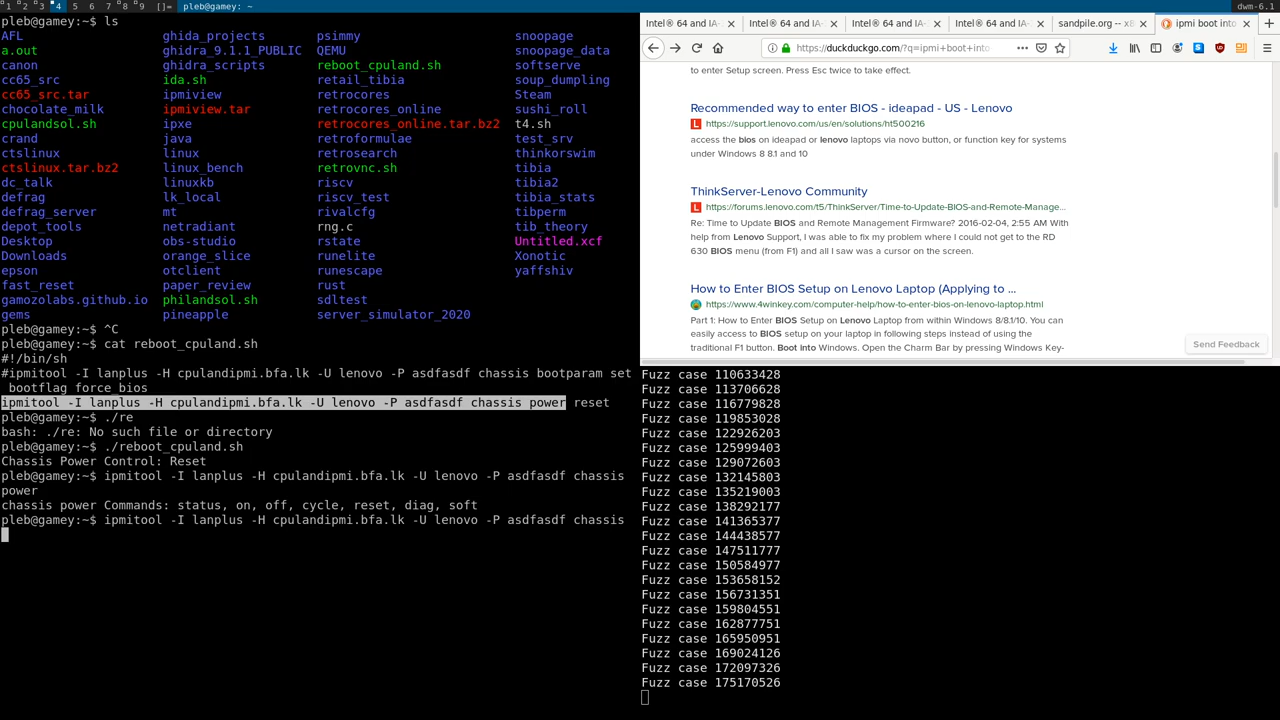 1 2 3 4 5 6 7 8 9 []= pleb@gamey: ~ dwm-6.1
pleb@gamey:~$ ls
AFL ghidra_projects psimmy snoopage
a.out ghidra_9.1.1_PUBLIC QEMU snoopage_data
canon ghidra_scripts reboot_cpuland.sh softserve
cc65_src ida.sh retail_tibia soup_dumpling
cc65_src.tar ipmiview retrocores Steam
chocolate_milk ipmiview.tar retrocores_online sushi_roll
cpulandsol.sh ipxe retrocores_online.tar.bz2 t4.sh
crand java retroformulae test_srv
ctslinux linux retrosearch thinkorswim
ctslinux.tar.bz2 linux_bench retrovnc.sh tibia
dc_talk linuxkb riscv tibia2
defrag lk_local riscv_test tibia_stats
defrag_server mt rivalcfg tibperm
depot_tools netradiant rng.c tib_theory
Desktop obs-studio rstate Untitled.xcf
Downloads orange_slice runelite Xonotic
epson otclient runescape yaffshiv
fast_reset paper_review rust
gamozolabs.github.io philandsol.sh sdltest
gems pineapple server_simulator_2020
pleb@gamey:~$ ^C
pleb@gamey:~$ cat reboot_cpuland.sh
#!/bin/sh
#ipmitool -I lanplus -H cpulandipmi.bfa.lk -U lenovo -P asdfasdf chassis bootparam set
 bootflag force_bios
ipmitool -I lanplus -H cpulandipmi.bfa.lk -U lenovo -P asdfasdf chassis power reset
pleb@gamey:~$ ./re
bash: ./re: No such file or directory
pleb@gamey:~$ ./reboot_cpuland.sh
Chassis Power Control: Reset
pleb@gamey:~$ ipmitool -I lanplus -H cpulandipmi.bfa.lk -U lenovo -P asdfasdf chassis
power
chassis power Commands: status, on, off, cycle, reset, diag, soft
pleb@gamey:~$ ipmitool -I lanplus -H cpulandipmi.bfa.lk -U lenovo -P asdfasdf chassis
Intel® 64 and IA- Intel® 64 and IA- Intel® 64 and IA- Intel® 64 and IA- sandpile.org -- x8 ipmi boot into
https://duckduckgo.com/?q=ipmi+boot+into
to enter Setup screen. Press Esc twice to take effect.
Recommended way to enter BIOS - ideapad - US - Lenovo
https://support.lenovo.com/us/en/solutions/ht500216
access the bios on ideapad or lenovo laptops via novo button, or function key for systems
under Windows 8 8.1 and 10
ThinkServer-Lenovo Community
https://forums.lenovo.com/t5/ThinkServer/Time-to-Update-BIOS-and-Remote-Manage...
Re: Time to Update BIOS and Remote Management Firmware? 2016-02-04, 2:55 AM With
help from Lenovo Support, I was able to fix my problem where I could not get to the RD
630 BIOS menu (from F1) and all I saw was a cursor on the screen.
How to Enter BIOS Setup on Lenovo Laptop (Applying to ...
https://www.4winkey.com/computer-help/how-to-enter-bios-on-lenovo-laptop.html
Part 1: How to Enter BIOS Setup on Lenovo Laptop from within Windows 8/8.1/10. You can
easily access to BIOS setup on your laptop in following steps instead of using the
traditional F1 button. Boot into Windows. Open the Charm Bar by pressing Windows Key-
Send Feedback
Fuzz case 110633428
Fuzz case 113706628
Fuzz case 116779828
Fuzz case 119853028
Fuzz case 122926203
Fuzz case 125999403
Fuzz case 129072603
Fuzz case 132145803
Fuzz case 135219003
Fuzz case 138292177
Fuzz case 141365377
Fuzz case 144438577
Fuzz case 147511777
Fuzz case 150584977
Fuzz case 153658152
Fuzz case 156731351
Fuzz case 159804551
Fuzz case 162877751
Fuzz case 165950951
Fuzz case 169024126
Fuzz case 172097326
Fuzz case 175170526